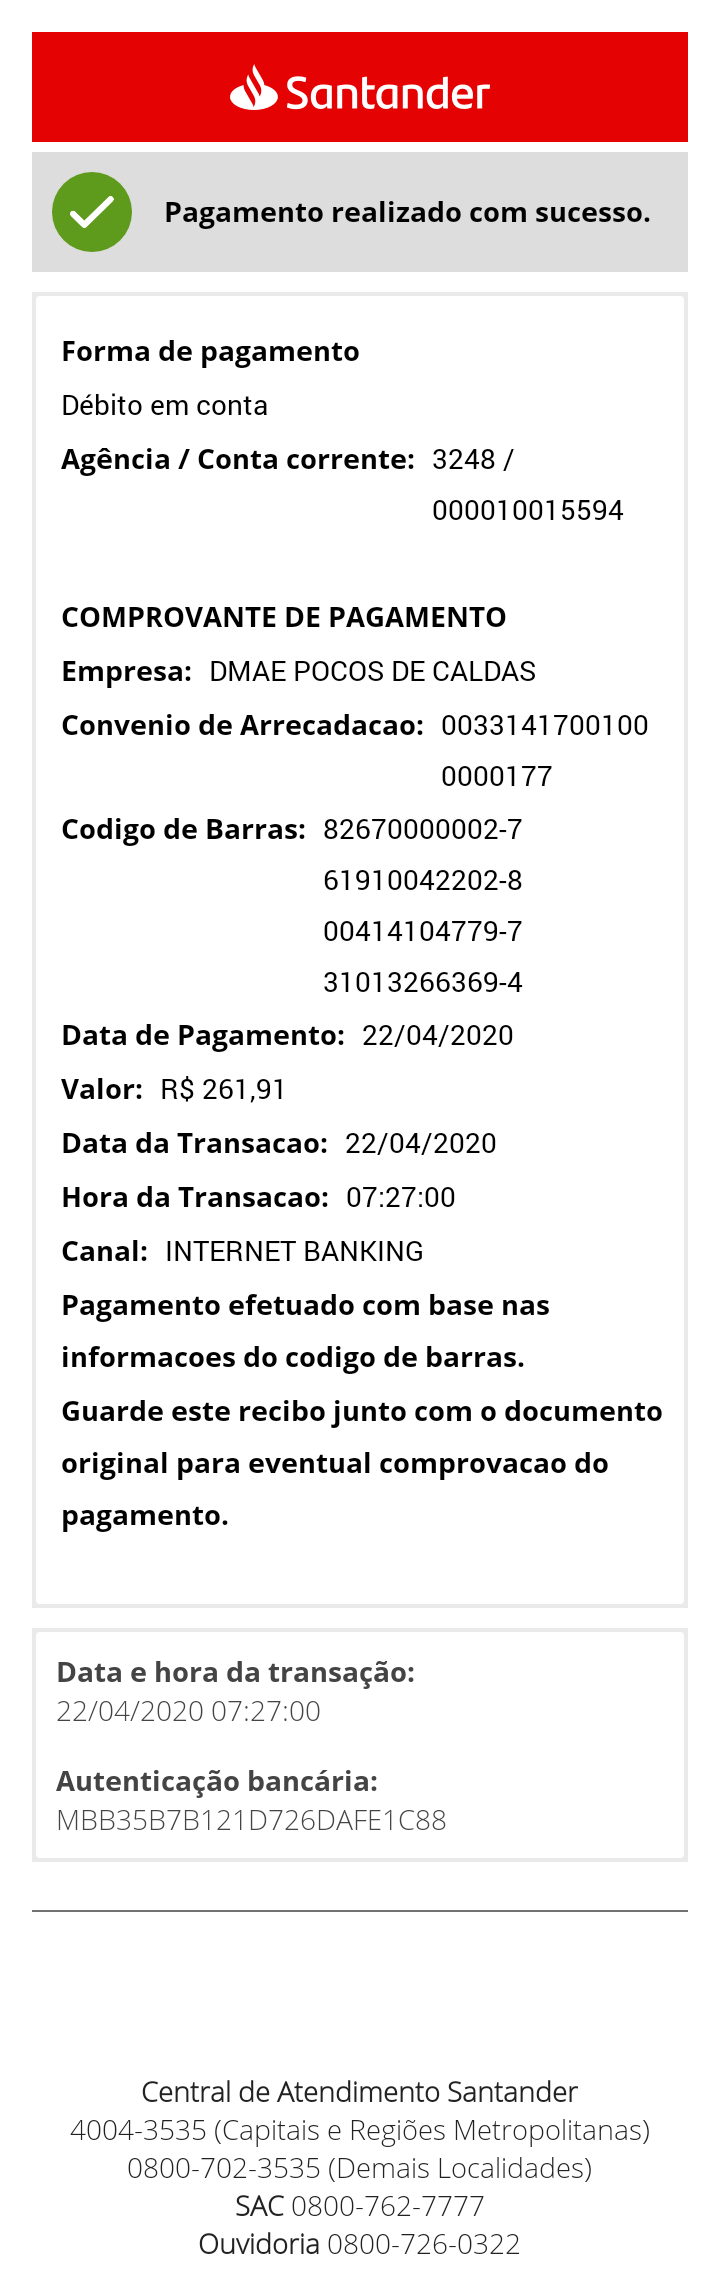 Santander
Pagamento realizado com sucesso.
Forma de pagamento
Débito em conta
Agência / Conta corrente: 3248 /
000010015594
COMPROVANTE DE PAGAMENTO
Empresa: DMAE POCOS DE CALDAS
Convenio de Arrecadacao: 0033141700100
0000177
Codigo de Barras: 82670000002-7
61910042202-8
00414104779-7
31013266369-4
Data de Pagamento: 22/04/2020
Valor: R$ 261,91
Data da Transacao: 22/04/2020
Hora da Transacao: 07:27:00
Canal: INTERNET BANKING
Pagamento efetuado com base nas
informacoes do codigo de barras.
Guarde este recibo junto com o documento
original para eventual comprovacao do
pagamento.
Data e hora da transação:
22/04/2020 07:27:00
Autenticação bancária:
MBB35B7B121D726DAFE1C88
Central de Atendimento Santander
4004-3535 (Capitais e Regiões Metropolitanas)
0800-702-3535 (Demais Localidades)
SAC 0800-762-7777
Ouvidoria 0800-726-0322